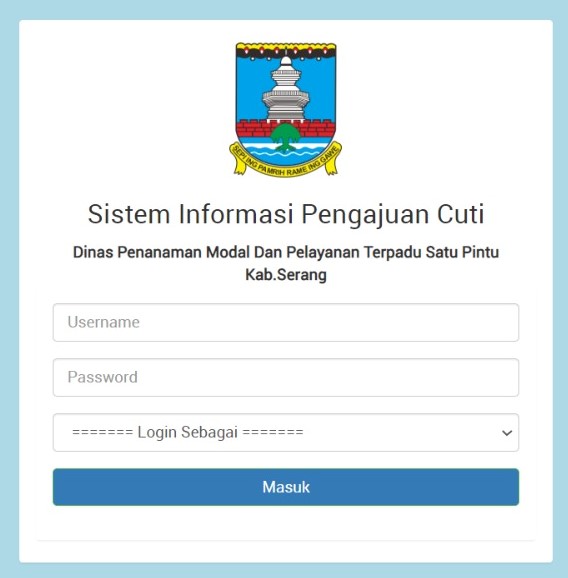 SEPI ING PAMRIH RAME ING GAWE
Sistem Informasi Pengajuan Cuti
Dinas Penanaman Modal Dan Pelayanan Terpadu Satu Pintu
Kab.Serang
Username
Password
======= Login Sebagai =======
Masuk